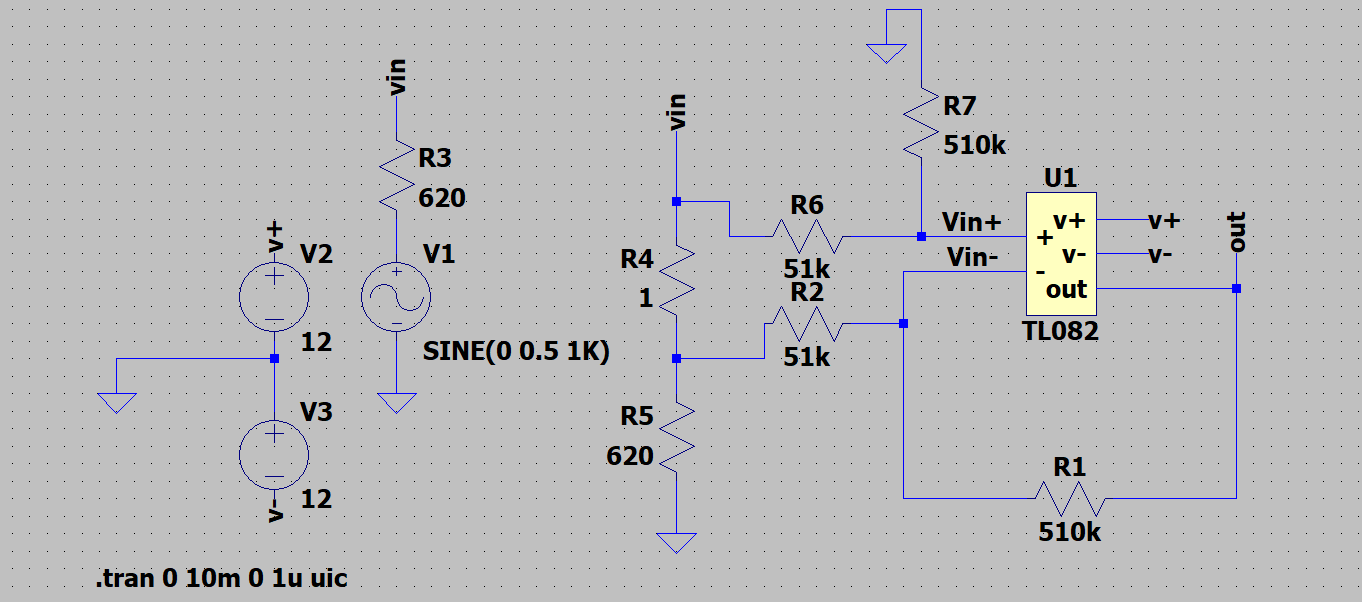 vin
R3
620
v+
V2
12
V1
SINE(0 0.5 1K)
V3
12
v-
.tran 0 10m 0 1u uic
vin
R4
1
R5
620
R6
51k
R2
51k
R7
510k
Vin+
Vin-
U1
+
-
v+
v-
out
TL082
v+
v-
out
R1
510k